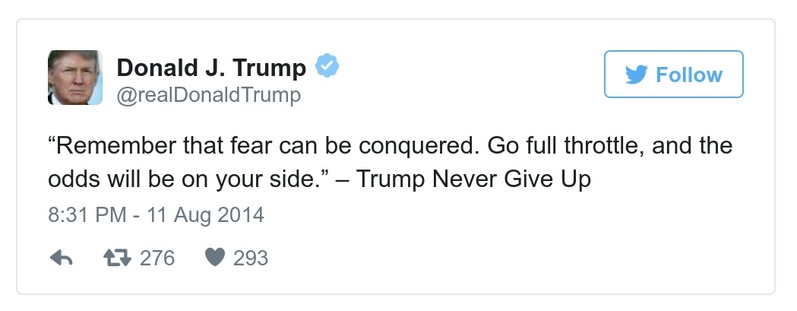 Donald J. Trump
@realDonaldTrump
Follow
“Remember that fear can be conquered. Go full throttle, and the
odds will be on your side.” – Trump Never Give Up
8:31 PM - 11 Aug 2014
276 293